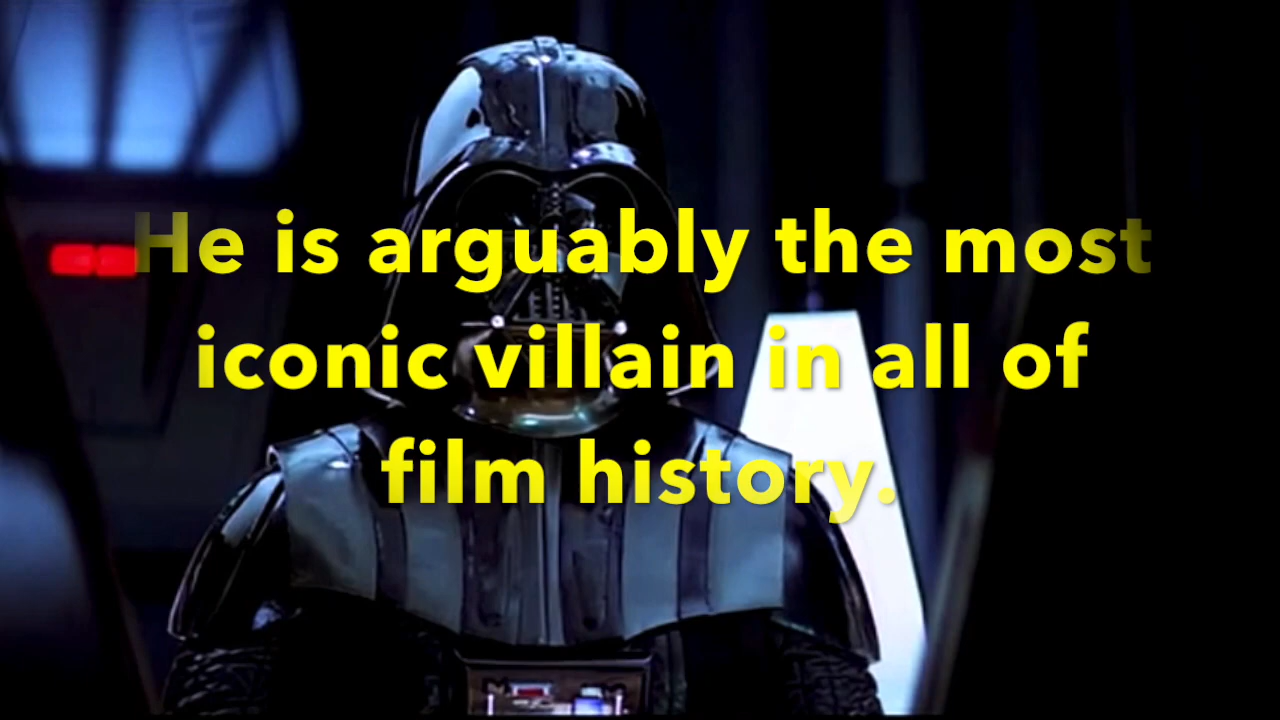 He is arguably the most
iconic villain in all of
film history.